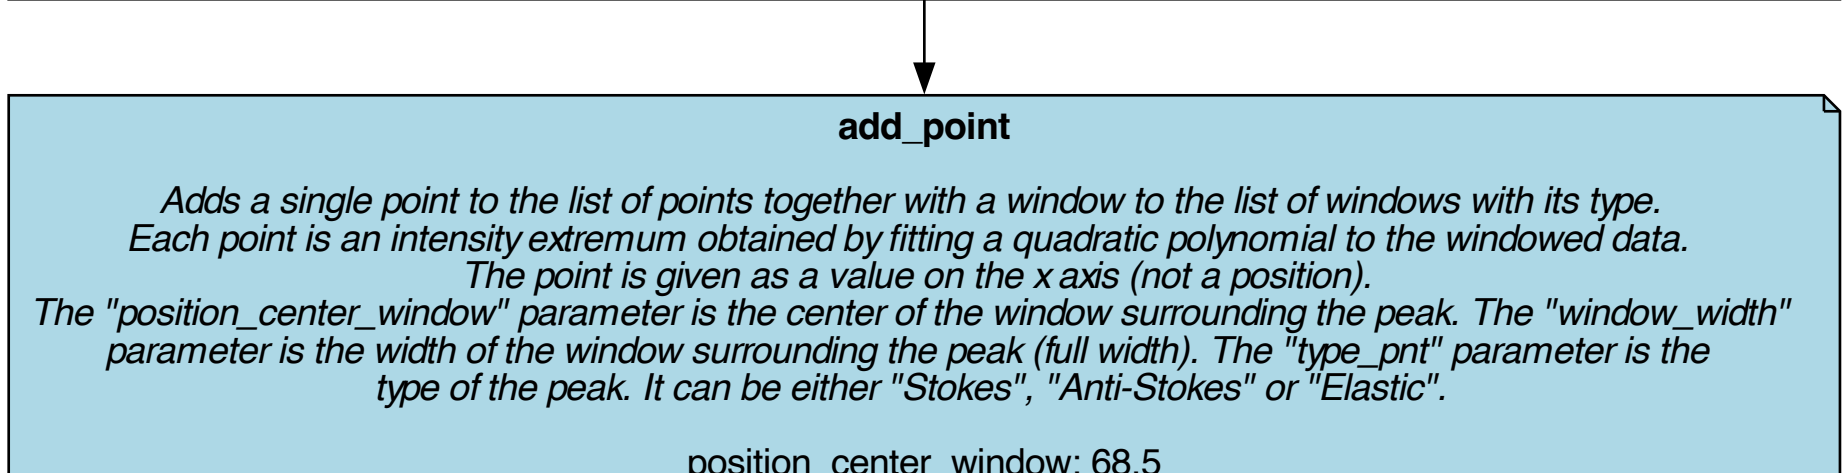 add_point
Adds a single point to the list of points together with a window to the list of windows with its type.
Each point is an intensity extremum obtained by fitting a quadratic polynomial to the windowed data.
The point is given as a value on the x axis (not a position).
The "position_center_window" parameter is the center of the window surrounding the peak. The "window_width"
parameter is the width of the window surrounding the peak (full width). The "type_pnt" parameter is the
type of the peak. It can be either "Stokes", "Anti-Stokes" or "Elastic".
position_center_window: 68.5